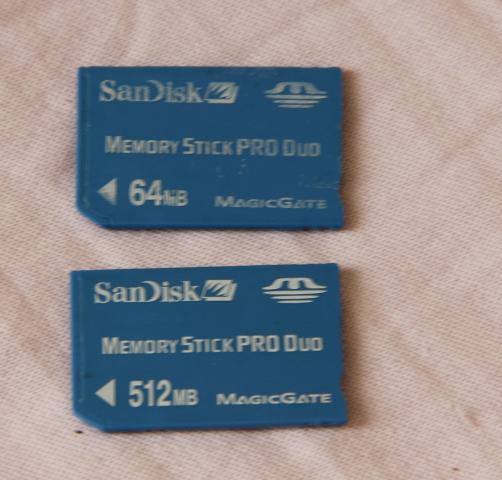 SanDisk
MEMORY STICK PRO DUO
64MB MAGICGATE
SanDisk
MEMORY STICK PRO DUO
512MB MAGICGATE